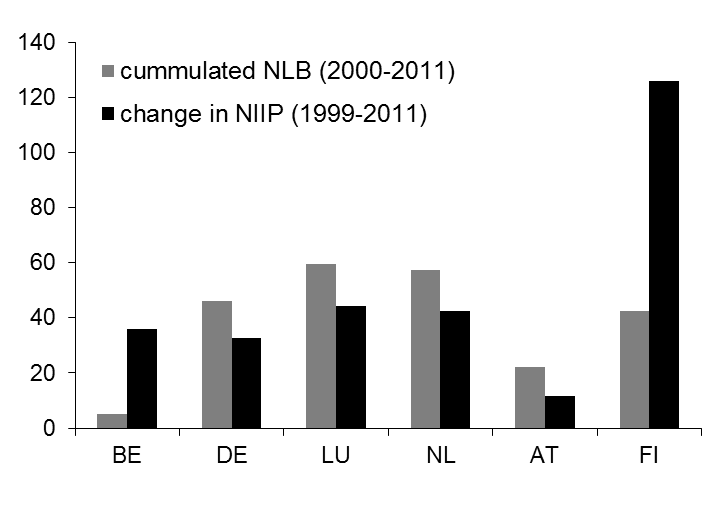 140
120
100
80
60
40
20
0
cummulated NLB (2000-2011)
change in NIIP (1999-2011)
BE DE LU NL AT FI